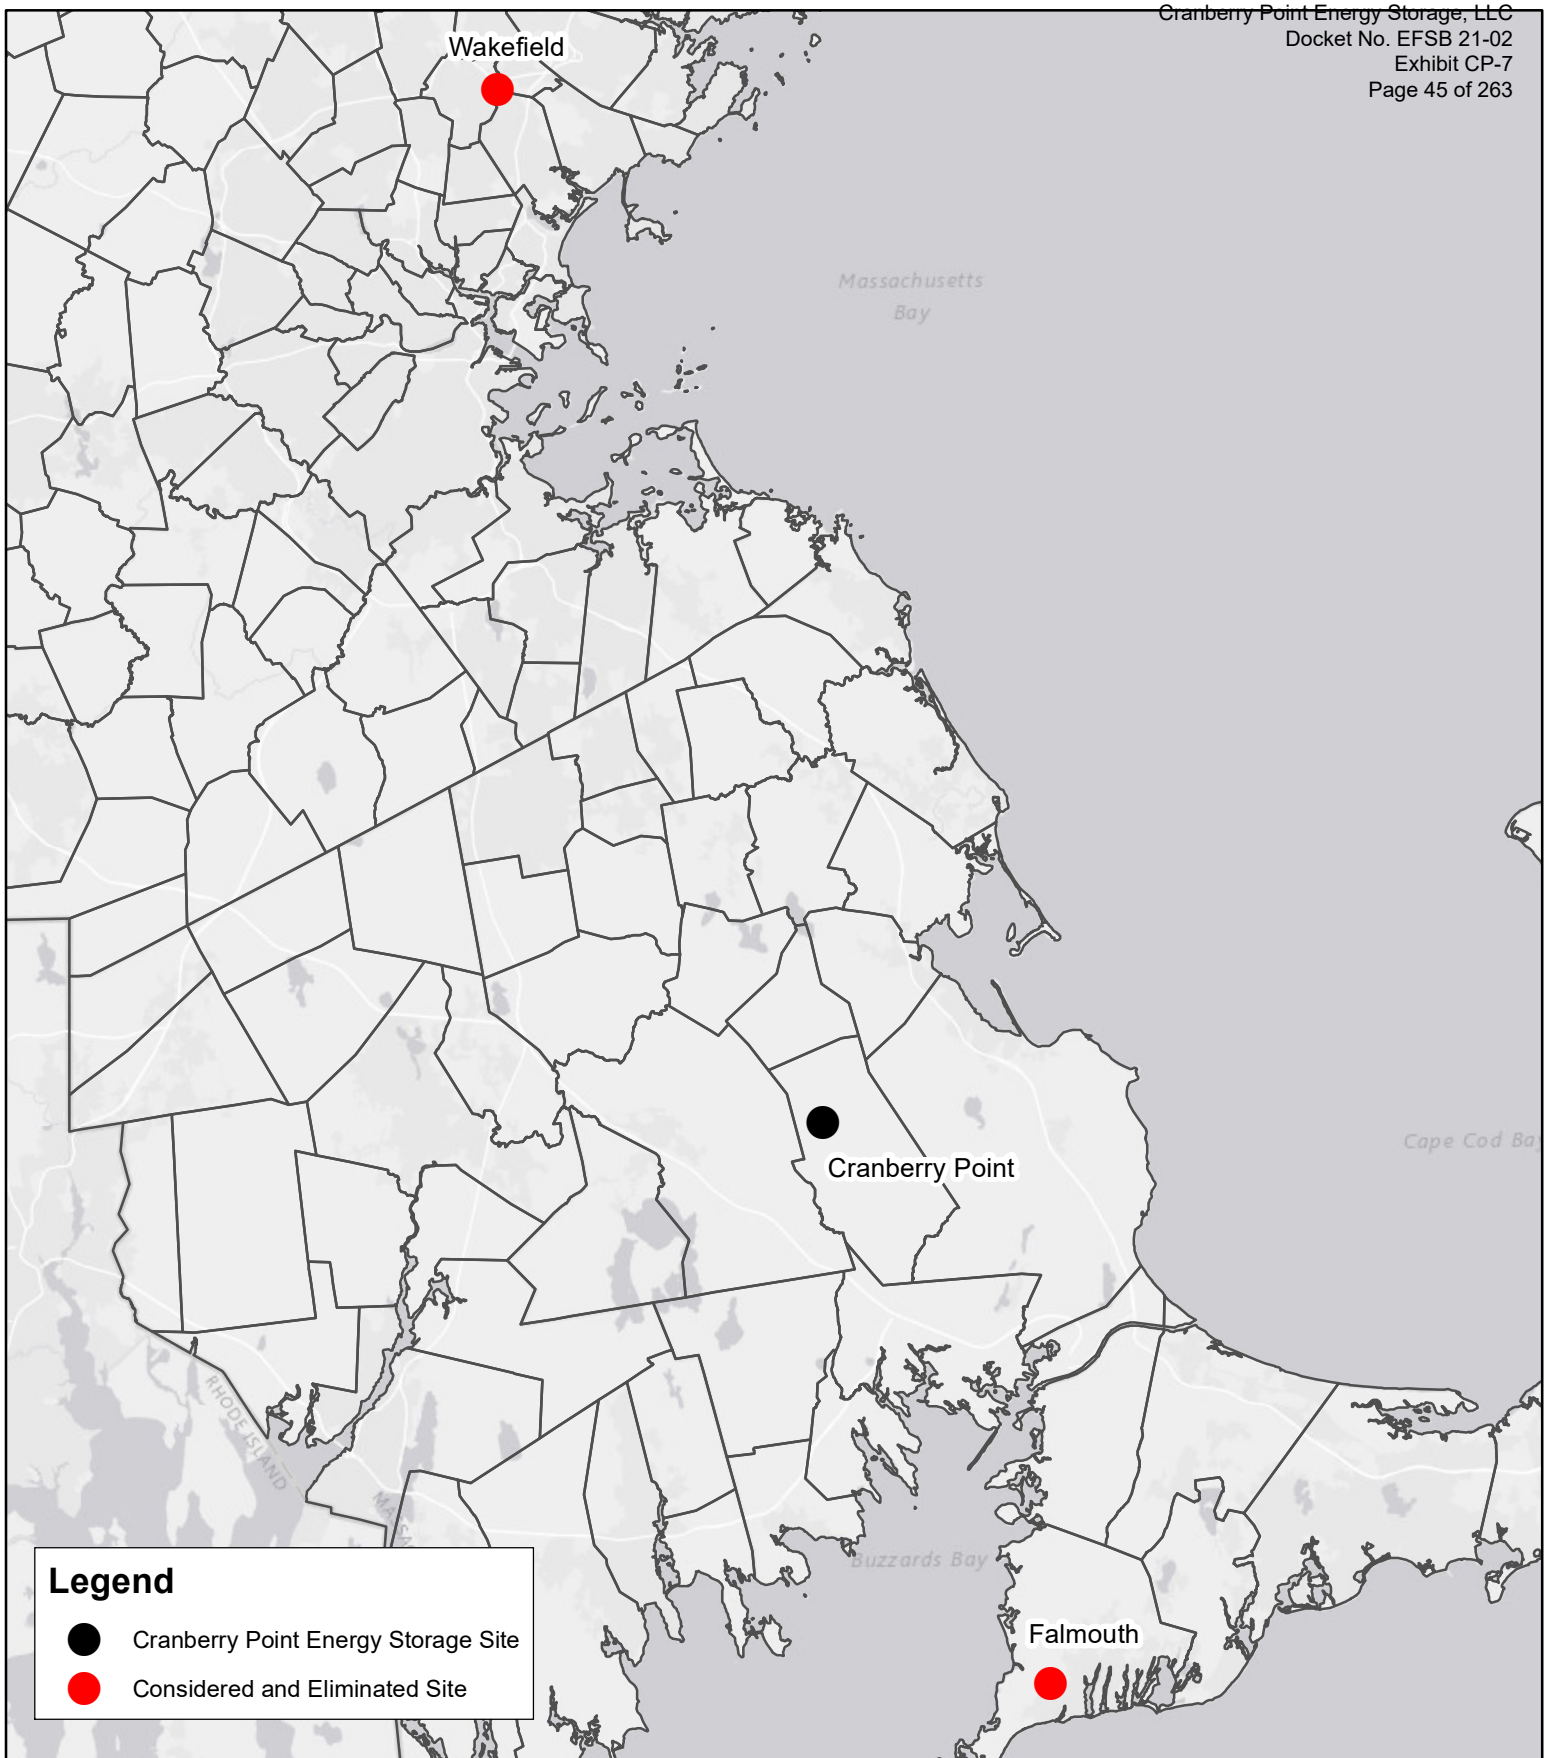 Cranberry Point Energy Storage, LLC
Docket No. EFSB 21-02
Exhibit CP-7
Page 45 of 263
Wakefield
Massachusetts
Bay
Cranberry Point
Cape Cod Bay
RHODE ISLAND
Buzzards Bay
Falmouth
Legend
Cranberry Point Energy Storage Site
Considered and Eliminated Site